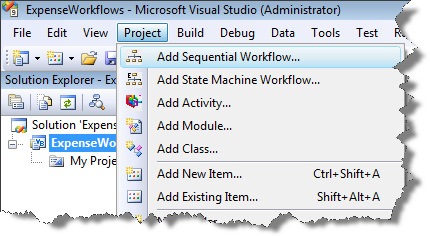 ExpenseWorkflows - Microsoft Visual Studio (Administrator)
File Edit View Project Build Debug Data Tools Test
Solution Explorer - Ex
Add Sequential Workflow...
Add State Machine Workflow...
Add Activity...
Add Module...
Solution 'Expens
Add Class...
ExpenseWo
My Proje
Add New Item... Ctrl+Shift+A
Add Existing Item... Shift+Alt+A